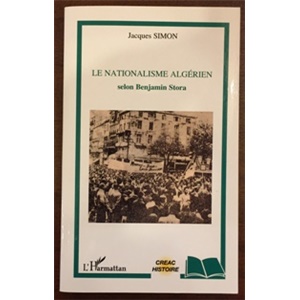 Jacques SIMON
LE NATIONALISME ALGÉRIEN
selon Benjamin Stora
L'Harmattan
CREAC
HISTOIRE